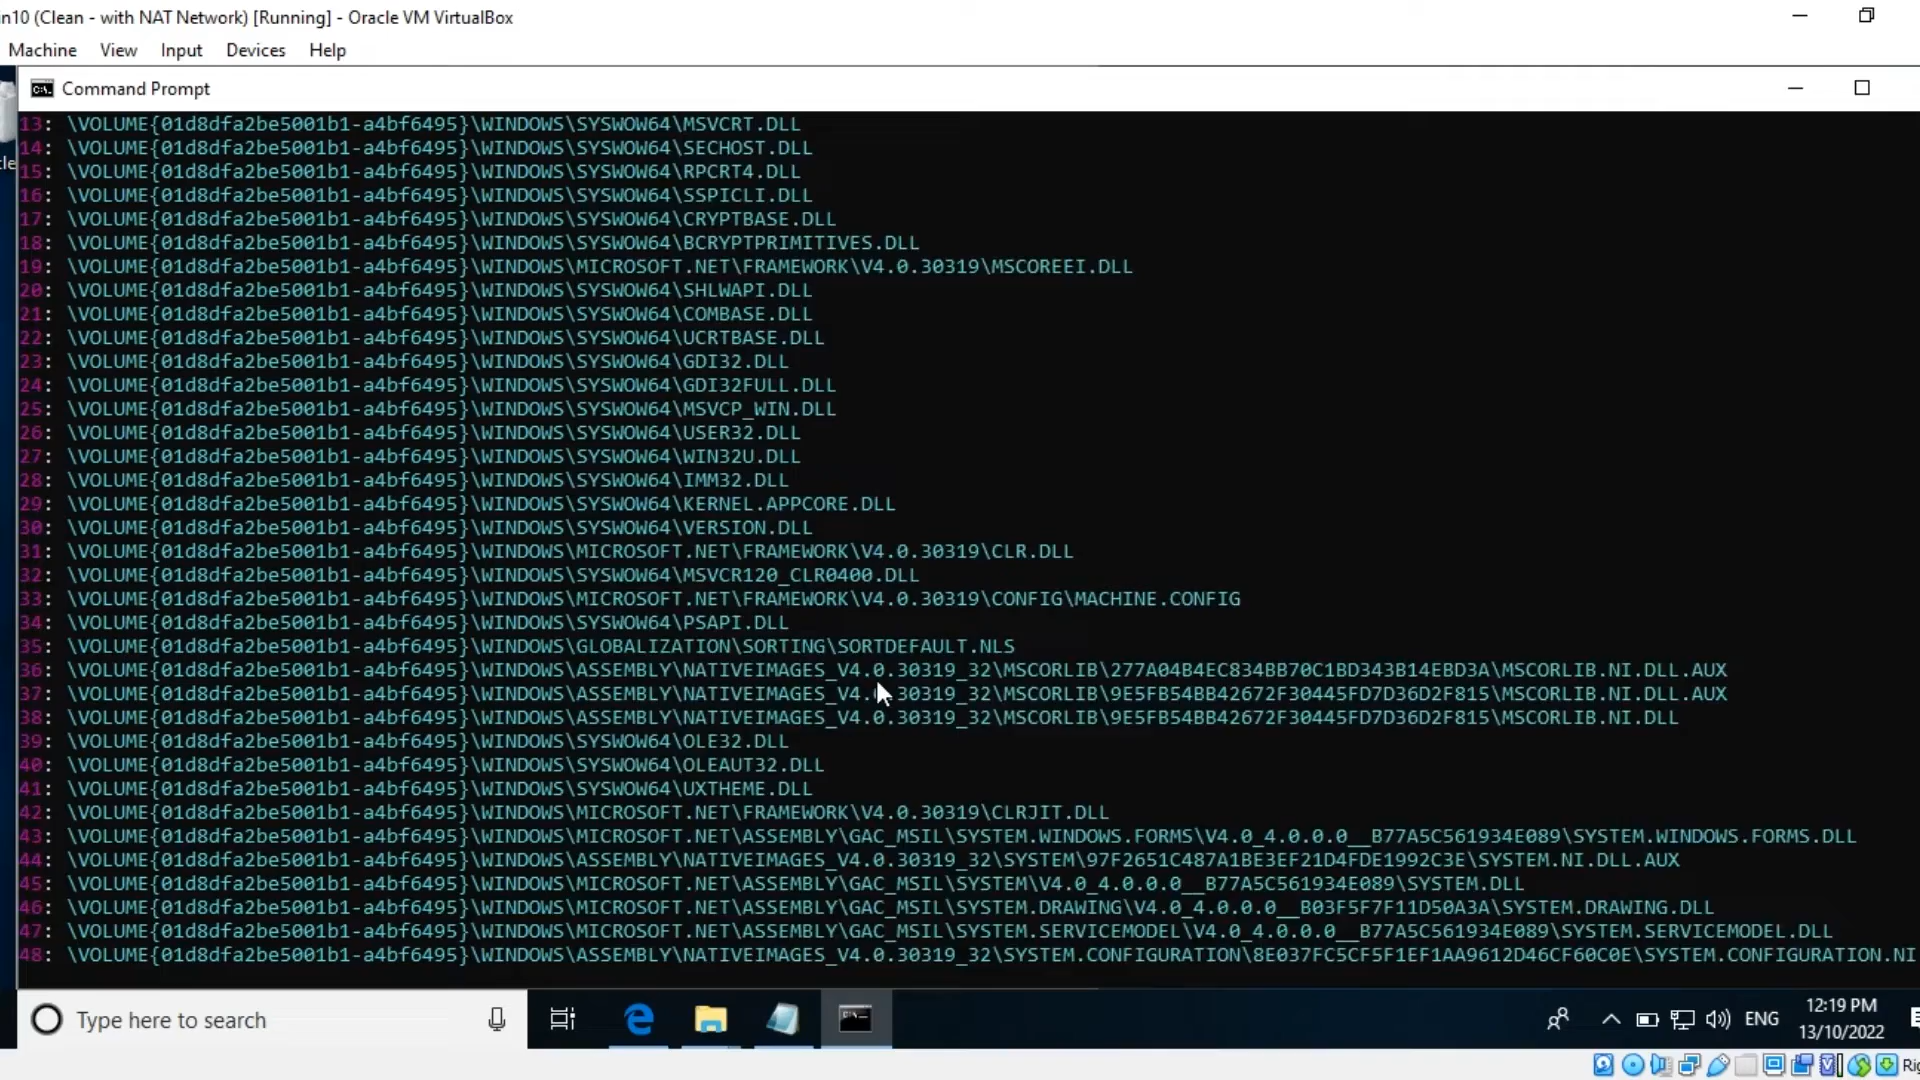 n10 (Clean - with NAT Network) [Running] - Oracle VM VirtualBox
Machine View Input Devices Help
Command Prompt
13: \VOLUME{01d8dfa2be5001b1-a4bf6495}\WINDOWS\SYSWOW64\MSVCRT.DLL
14: \VOLUME{01d8dfa2be5001b1-a4bf6495}\WINDOWS\SYSWOW64\SECHOST.DLL
15: \VOLUME{01d8dfa2be5001b1-a4bf6495}\WINDOWS\SYSWOW64\RPCRT4.DLL
16: \VOLUME{01d8dfa2be5001b1-a4bf6495}\WINDOWS\SYSWOW64\SSPICLI.DLL
17: \VOLUME{01d8dfa2be5001b1-a4bf6495}\WINDOWS\SYSWOW64\CRYPTBASE.DLL
18: \VOLUME{01d8dfa2be5001b1-a4bf6495}\WINDOWS\SYSWOW64\BCRYPTPRIMITIVES.DLL
19: \VOLUME{01d8dfa2be5001b1-a4bf6495}\WINDOWS\MICROSOFT.NET\FRAMEWORK\V4.0.30319\MSCOREEI.DLL
20: \VOLUME{01d8dfa2be5001b1-a4bf6495}\WINDOWS\SYSWOW64\SHLWAPI.DLL
21: \VOLUME{01d8dfa2be5001b1-a4bf6495}\WINDOWS\SYSWOW64\COMBASE.DLL
22: \VOLUME{01d8dfa2be5001b1-a4bf6495}\WINDOWS\SYSWOW64\UCRTBASE.DLL
23: \VOLUME{01d8dfa2be5001b1-a4bf6495}\WINDOWS\SYSWOW64\GDI32.DLL
24: \VOLUME{01d8dfa2be5001b1-a4bf6495}\WINDOWS\SYSWOW64\GDI32FULL.DLL
25: \VOLUME{01d8dfa2be5001b1-a4bf6495}\WINDOWS\SYSWOW64\MSVCP_WIN.DLL
26: \VOLUME{01d8dfa2be5001b1-a4bf6495}\WINDOWS\SYSWOW64\USER32.DLL
27: \VOLUME{01d8dfa2be5001b1-a4bf6495}\WINDOWS\SYSWOW64\WIN32U.DLL
28: \VOLUME{01d8dfa2be5001b1-a4bf6495}\WINDOWS\SYSWOW64\IMM32.DLL
29: \VOLUME{01d8dfa2be5001b1-a4bf6495}\WINDOWS\SYSWOW64\KERNEL.APPCORE.DLL
30: \VOLUME{01d8dfa2be5001b1-a4bf6495}\WINDOWS\SYSWOW64\VERSION.DLL
31: \VOLUME{01d8dfa2be5001b1-a4bf6495}\WINDOWS\MICROSOFT.NET\FRAMEWORK\V4.0.30319\CLR.DLL
32: \VOLUME{01d8dfa2be5001b1-a4bf6495}\WINDOWS\SYSWOW64\MSVCR120_CLR0400.DLL
33: \VOLUME{01d8dfa2be5001b1-a4bf6495}\WINDOWS\MICROSOFT.NET\FRAMEWORK\V4.0.30319\CONFIG\MACHINE.CONFIG
34: \VOLUME{01d8dfa2be5001b1-a4bf6495}\WINDOWS\SYSWOW64\PSAPI.DLL
35: \VOLUME{01d8dfa2be5001b1-a4bf6495}\WINDOWS\GLOBALIZATION\SORTING\SORTDEFAULT.NLS
36: \VOLUME{01d8dfa2be5001b1-a4bf6495}\WINDOWS\ASSEMBLY\NATIVEIMAGES_V4.0.30319_32\MSCORLIB\277A04B4EC834BB70C1BD343B14EBD3A\MSCORLIB.NI.DLL.AUX
37: \VOLUME{01d8dfa2be5001b1-a4bf6495}\WINDOWS\ASSEMBLY\NATIVEIMAGES_V4.0.30319_32\MSCORLIB\9E5FB54BB42672F30445FD7D36D2F815\MSCORLIB.NI.DLL.AUX
38: \VOLUME{01d8dfa2be5001b1-a4bf6495}\WINDOWS\ASSEMBLY\NATIVEIMAGES_V4.0.30319_32\MSCORLIB\9E5FB54BB42672F30445FD7D36D2F815\MSCORLIB.NI.DLL
39: \VOLUME{01d8dfa2be5001b1-a4bf6495}\WINDOWS\SYSWOW64\OLE32.DLL
40: \VOLUME{01d8dfa2be5001b1-a4bf6495}\WINDOWS\SYSWOW64\OLEAUT32.DLL
41: \VOLUME{01d8dfa2be5001b1-a4bf6495}\WINDOWS\SYSWOW64\UXTHEME.DLL
42: \VOLUME{01d8dfa2be5001b1-a4bf6495}\WINDOWS\MICROSOFT.NET\FRAMEWORK\V4.0.30319\CLRJIT.DLL
43: \VOLUME{01d8dfa2be5001b1-a4bf6495}\WINDOWS\MICROSOFT.NET\ASSEMBLY\GAC_MSIL\SYSTEM.WINDOWS.FORMS\V4.0_4.0.0.0__B77A5C561934E089\SYSTEM.WINDOWS.FORMS.DLL
44: \VOLUME{01d8dfa2be5001b1-a4bf6495}\WINDOWS\ASSEMBLY\NATIVEIMAGES_V4.0.30319_32\SYSTEM\97F2651C487A1BE3EF21D4FDE1992C3E\SYSTEM.NI.DLL.AUX
45: \VOLUME{01d8dfa2be5001b1-a4bf6495}\WINDOWS\MICROSOFT.NET\ASSEMBLY\GAC_MSIL\SYSTEM\V4.0_4.0.0.0__B77A5C561934E089\SYSTEM.DLL
46: \VOLUME{01d8dfa2be5001b1-a4bf6495}\WINDOWS\MICROSOFT.NET\ASSEMBLY\GAC_MSIL\SYSTEM.DRAWING\V4.0_4.0.0.0__B03F5F7F11D50A3A\SYSTEM.DRAWING.DLL
47: \VOLUME{01d8dfa2be5001b1-a4bf6495}\WINDOWS\MICROSOFT.NET\ASSEMBLY\GAC_MSIL\SYSTEM.SERVICEMODEL\V4.0_4.0.0.0__B77A5C561934E089\SYSTEM.SERVICEMODEL.DLL
48: \VOLUME{01d8dfa2be5001b1-a4bf6495}\WINDOWS\ASSEMBLY\NATIVEIMAGES_V4.0.30319_32\SYSTEM.CONFIGURATION\8E037FC5CF5F1EF1AA9612D46CF60C0E\SYSTEM.CONFIGURATION.NI
Type here to search
ENG
12:19 PM
13/10/2022